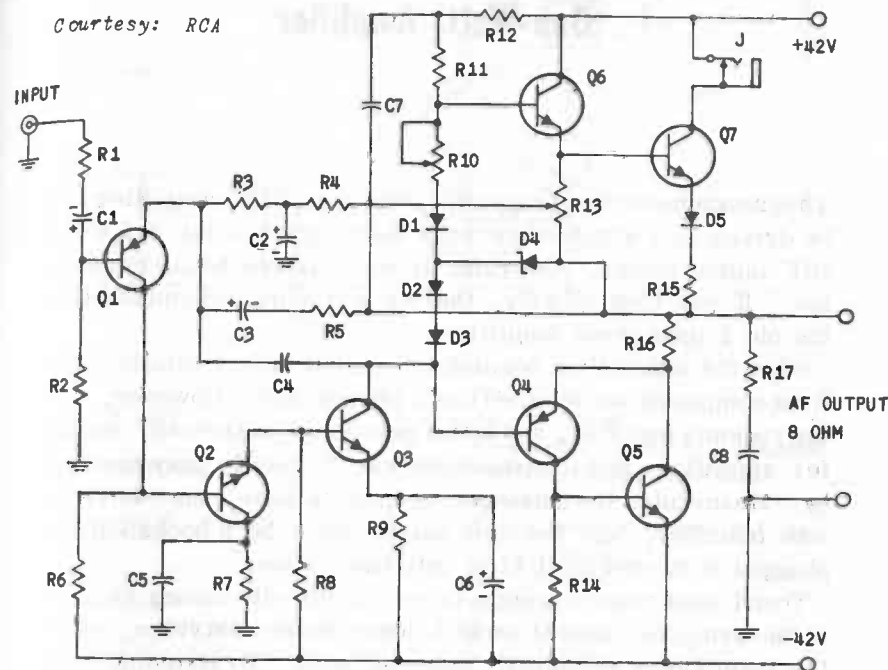 Courtesy: RCA
R12
J
+42V
R11
Q6
INPUT
C7
Q7
R1
R10
R3
R4
R13
D5
C1
D1
C2
D4
Q1
D2
R15
C3
R5
D3
R16
C4
R17
R2
Q4
AF OUTPUT
8 OHM
Q2
Q3
Q5
C8
R9
R6
C5
R7
R8
C6
R14
-42V